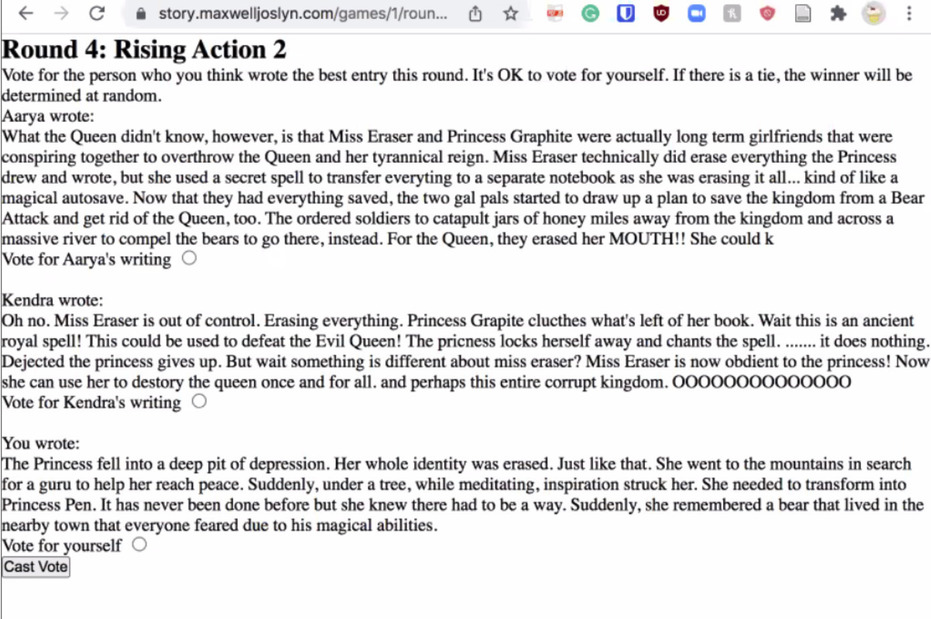 story.maxwelljoslyn.com/games/1/roun...
Round 4: Rising Action 2
Vote for the person who you think wrote the best entry this round. It's OK to vote for yourself. If there is a tie, the winner will be
determined at random.
Aarya wrote:
What the Queen didn't know, however, is that Miss Eraser and Princess Graphite were actually long term girlfriends that were
conspiring together to overthrow the Queen and her tyrannical reign. Miss Eraser technically did erase everything the Princess
drew and wrote, but she used a secret spell to transfer everyting to a separate notebook as she was erasing it all... kind of like a
magical autosave. Now that they had everything saved, the two gal pals started to draw up a plan to save the kingdom from a Bear
Attack and get rid of the Queen, too. The ordered soldiers to catapult jars of honey miles away from the kingdom and across a
massive river to compel the bears to go there, instead. For the Queen, they erased her MOUTH!! She could k
Vote for Aarya's writing
Kendra wrote:
Oh no. Miss Eraser is out of control. Erasing everything. Princess Grapite clucthes what's left of her book. Wait this is an ancient
royal spell! This could be used to defeat the Evil Queen! The pricness locks herself away and chants the spell. ....... it does nothing.
Dejected the princess gives up. But wait something is different about miss eraser? Miss Eraser is now obdient to the princess! Now
she can use her to destory the queen once and for all. and perhaps this entire corrupt kingdom. OOOOOOOOOOOOOO
Vote for Kendra's writing
You wrote:
The Princess fell into a deep pit of depression. Her whole identity was erased. Just like that. She went to the mountains in search
for a guru to help her reach peace. Suddenly, under a tree, while meditating, inspiration struck her. She needed to transform into
Princess Pen. It has never been done before but she knew there had to be a way. Suddenly, she remembered a bear that lived in the
nearby town that everyone feared due to his magical abilities.
Vote for yourself
Cast Vote